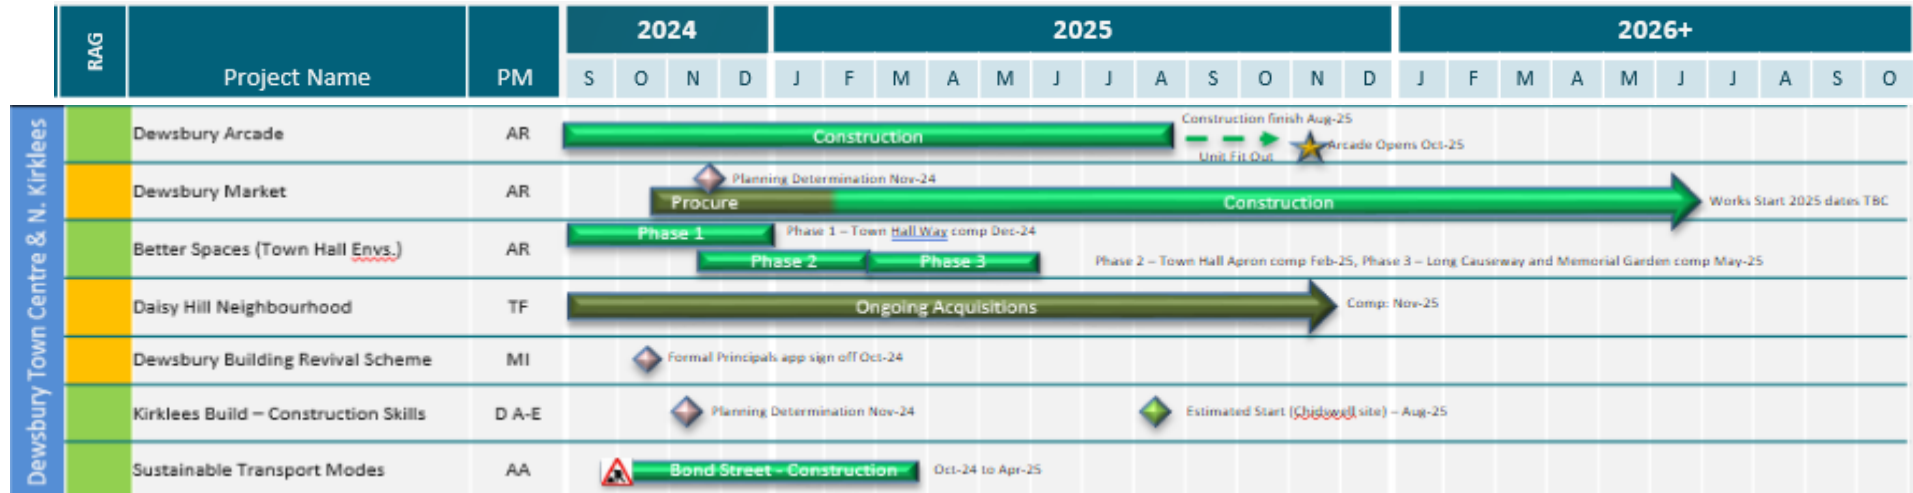 RAG
Project Name
PM
2024
2025
2026+
S O N D J F M A M J J A S O N D J F M A M J J A S O
Dewsbury Town Centre & N. Kirklees
Dewsbury Arcade AR Construction Construction finish Aug-25
Unit Fit Out
Arcade Opens Oct-25
Dewsbury Market AR Planning Determination Nov-24
Procure Construction Works Start 2025 dates TBC
Better Spaces (Town Hall Envs.) AR Phase 1 Phase 1 – Town Hall Way comp Dec-24
Phase 2 Phase 3 Phase 2 – Town Hall Apron comp Feb-25, Phase 3 – Long Causeway and Memorial Garden comp May-25
Daisy Hill Neighbourhood TF Ongoing Acquisitions Comp: Nov-25
Dewsbury Building Revival Scheme MI Formal Principals app sign off Oct-24
Kirklees Build – Construction Skills D A-E Planning Determination Nov-24 Estimated Start (Chidswell site) – Aug-25
Sustainable Transport Modes AA Bond Street - Construction Oct-24 to Apr-25